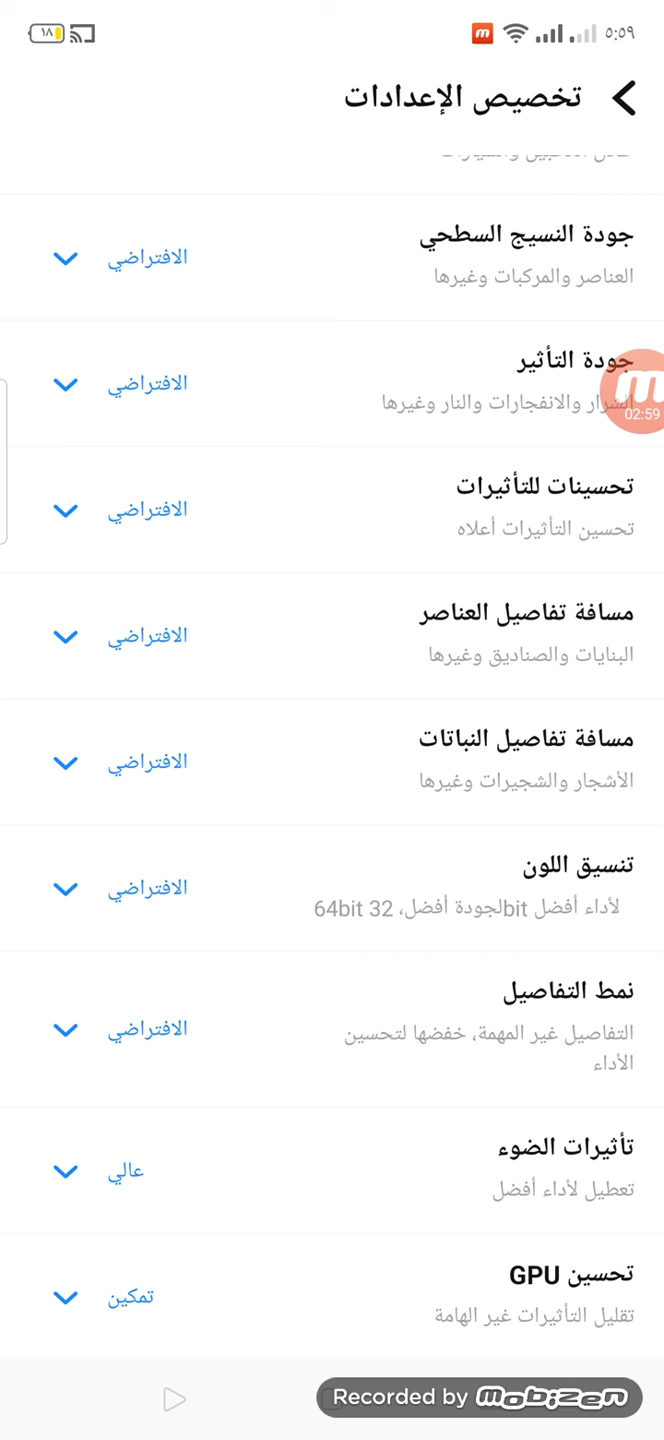 ١٨
٥:٥٩
تخصيص الإعدادات
جودة النسيج السطحي
العناصر والمركبات وغيرها
الافتراضي
جودة التأثير
الشرار والانفجارات والنار وغيرها
الافتراضي
02:59
تحسينات للتأثيرات
تحسين التأثيرات أعلاه
الافتراضي
مسافة تفاصيل العناصر
البنايات والصناديق وغيرها
الافتراضي
مسافة تفاصيل النباتات
الأشجار والشجيرات وغيرها
الافتراضي
تنسيق اللون
لأداء أفضل bitلجودة أفضل، 32 64bit
الافتراضي
نمط التفاصيل
التفاصيل غير المهمة، خفضها لتحسين
الأداء
الافتراضي
تأثيرات الضوء
تعطيل لأداء أفضل
عالي
تحسين GPU
تقليل التأثيرات غير الهامة
تمكين
Recorded by mobizen